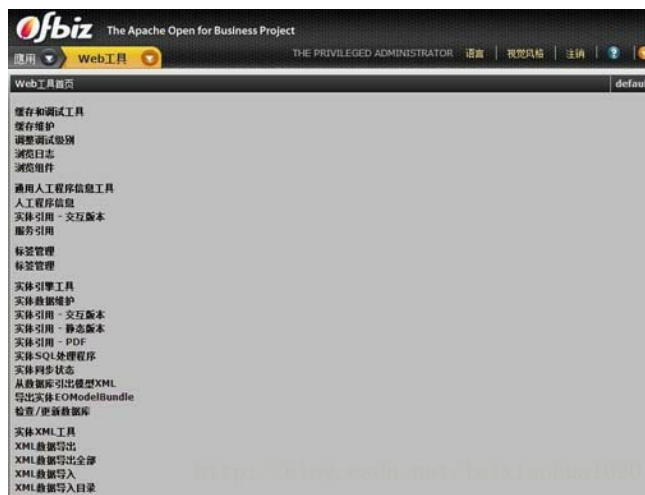 Ofbiz The Apache Open for Business Project
應用 Web工具 THE PRIVILEGED ADMINISTRATOR 语言 | 视觉风格 | 注销 | ?
Web工具首页 defaul
缓存和调试工具
缓存维护
调整调试级别
浏览日志
浏览组件
通用人工程序信息工具
人工程序信息
实体引用 - 交互版本
服务引用
标签管理
标签管理
实体引擎工具
实体数据维护
实体引用 - 交互版本
实体引用 - 静态版本
实体引用 - PDF
实体SQL处理程序
实体同步状态
从数据库引出模型XML
导出实体EOModelBundle
检查/更新数据库
实体XML工具
XML数据导出
XML数据导出全部
XML数据导入
XML数据导入目录